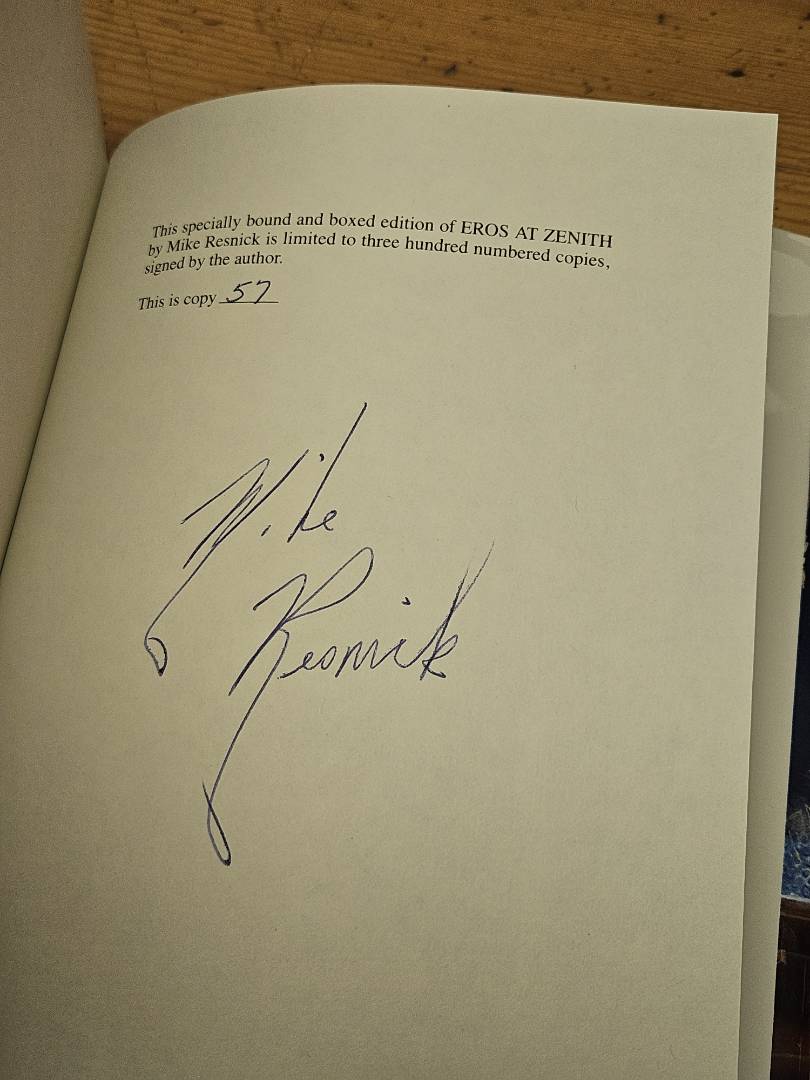 This specially bound and boxed edition of EROS AT ZENITH
by Mike Resnick is limited to three hundred numbered copies,
signed by the author.
This is copy 57
Mike
Resnick